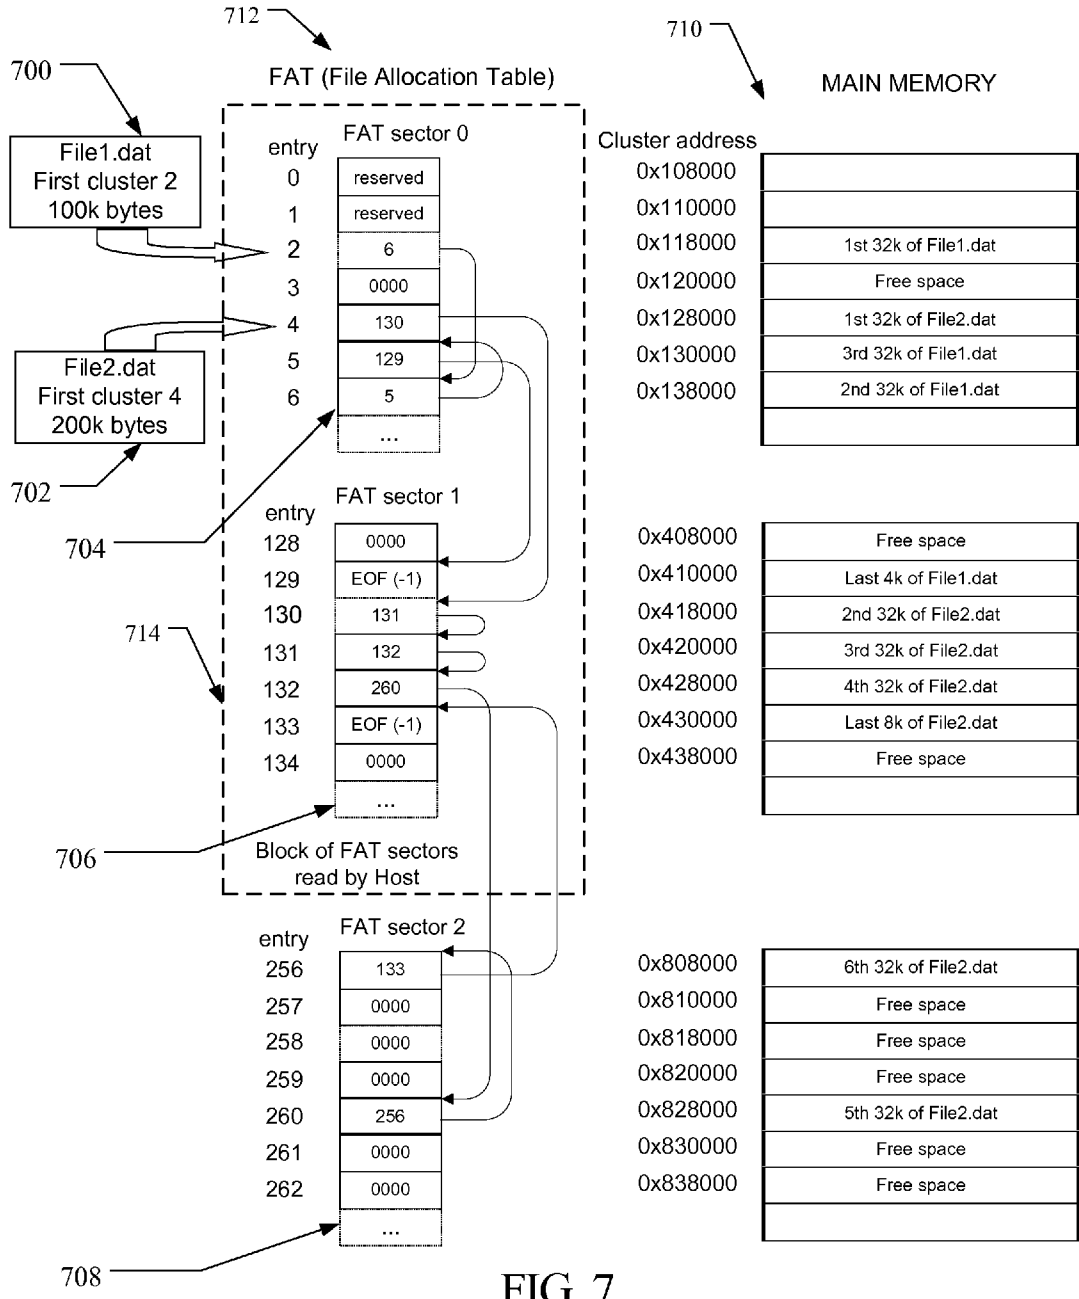 712
710
700
FAT (File Allocation Table)
MAIN MEMORY
File1.dat
First cluster 2
100k bytes
File2.dat
First cluster 4
200k bytes
702
704
714
706
708
entry
FAT sector 0
0 reserved
1 reserved
2 6
3 0000
4 130
5 129
6 5
...
FAT sector 1
entry
128 0000
129 EOF (-1)
130 131
131 132
132 260
133 EOF (-1)
134 0000
...
Block of FAT sectors
read by Host
FAT sector 2
entry
256 133
257 0000
258 0000
259 0000
260 256
261 0000
262 0000
...
Cluster address
0x108000
0x110000
0x118000 1st 32k of File1.dat
0x120000 Free space
0x128000 1st 32k of File2.dat
0x130000 3rd 32k of File1.dat
0x138000 2nd 32k of File1.dat
0x408000 Free space
0x410000 Last 4k of File1.dat
0x418000 2nd 32k of File2.dat
0x420000 3rd 32k of File2.dat
0x428000 4th 32k of File2.dat
0x430000 Last 8k of File2.dat
0x438000 Free space
0x808000 6th 32k of File2.dat
0x810000 Free space
0x818000 Free space
0x820000 Free space
0x828000 5th 32k of File2.dat
0x830000 Free space
0x838000 Free space
FIG. 7